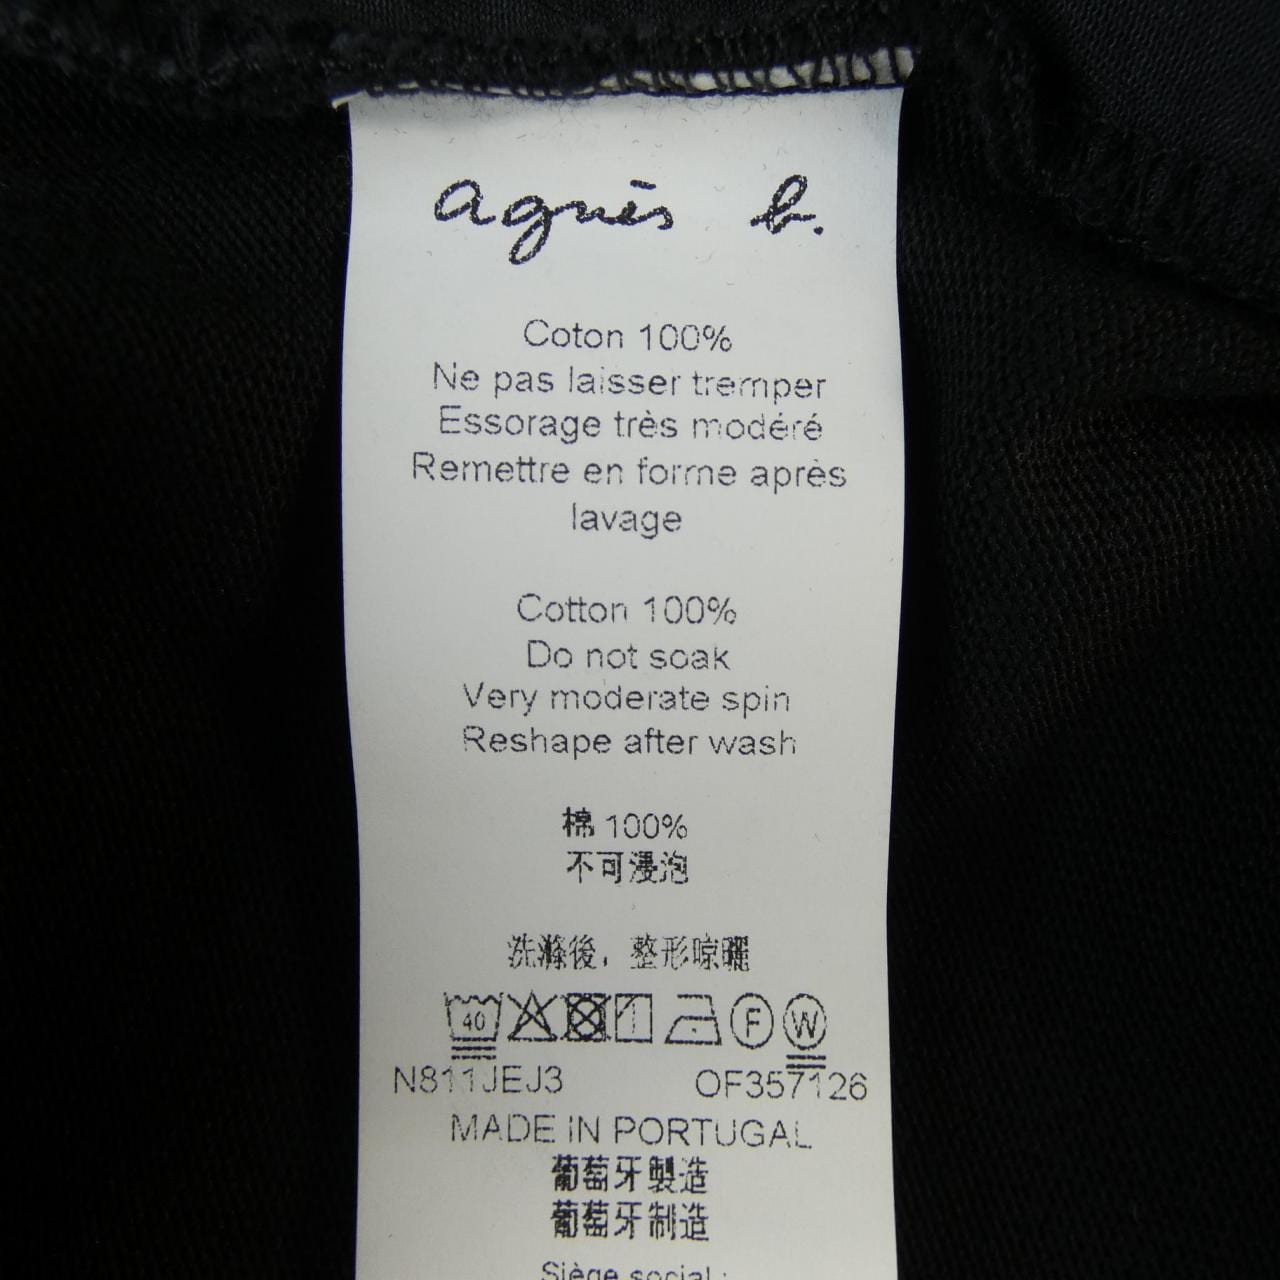 agnès b.
Coton 100%
Ne pas laisser tremper
Essorage très modéré
Remettre en forme après
lavage
Cotton 100%
Do not soak
Very moderate spin
Reshape after wash
棉 100%
不可浸泡
洗滌後，整形晾曬
40 F W
N811JEJ3 OF357126
MADE IN PORTUGAL
葡萄牙製造
葡萄牙制造
Siège social :